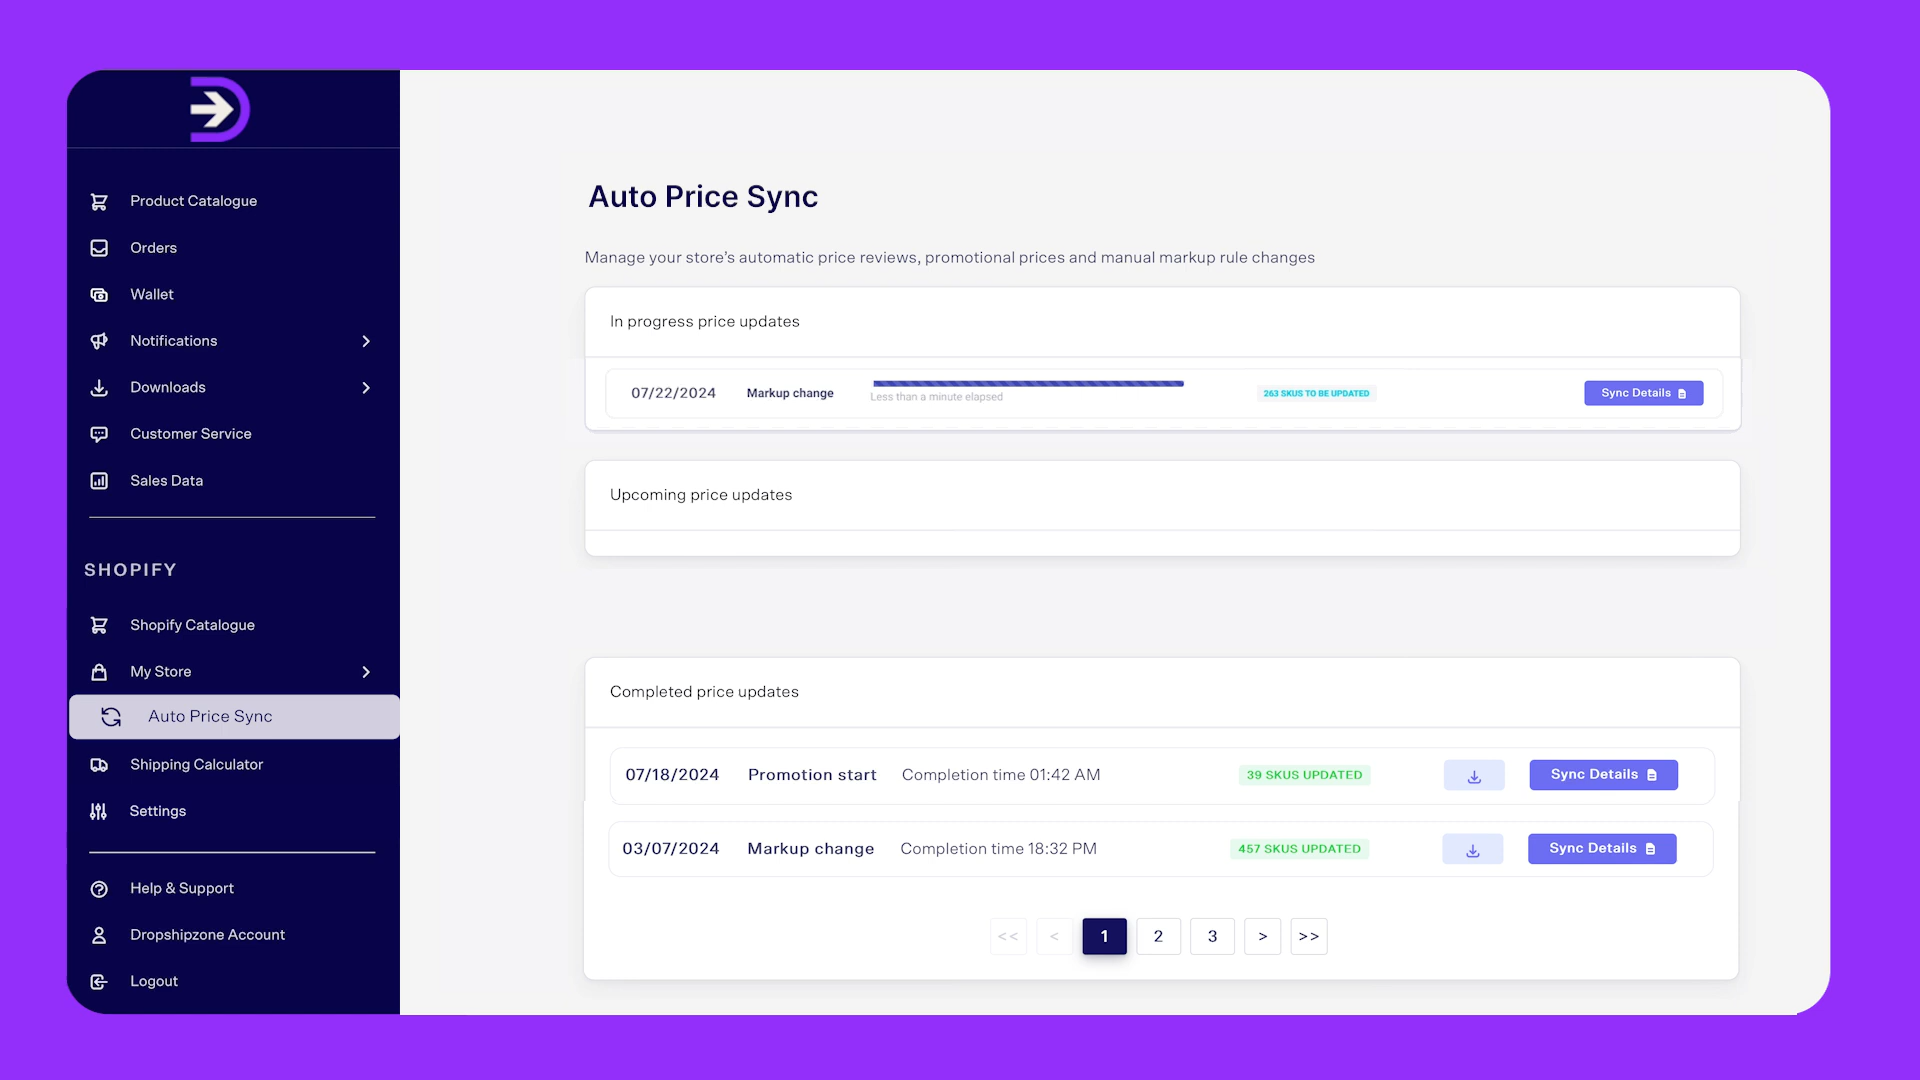 Product Catalogue
Orders
Wallet
Notifications
Downloads
Customer Service
Sales Data
SHOPIFY
Shopify Catalogue
My Store
Auto Price Sync
Shipping Calculator
Settings
Help & Support
Dropshipzone Account
Logout
Auto Price Sync
Manage your store’s automatic price reviews, promotional prices and manual markup rule changes
In progress price updates
07/22/2024 Markup change Less than a minute elapsed 263 SKUS TO BE UPDATED Sync Details
Upcoming price updates
Completed price updates
07/18/2024 Promotion start Completion time 01:42 AM 39 SKUS UPDATED Sync Details
03/07/2024 Markup change Completion time 18:32 PM 457 SKUS UPDATED Sync Details
<< < 1 2 3 > >>